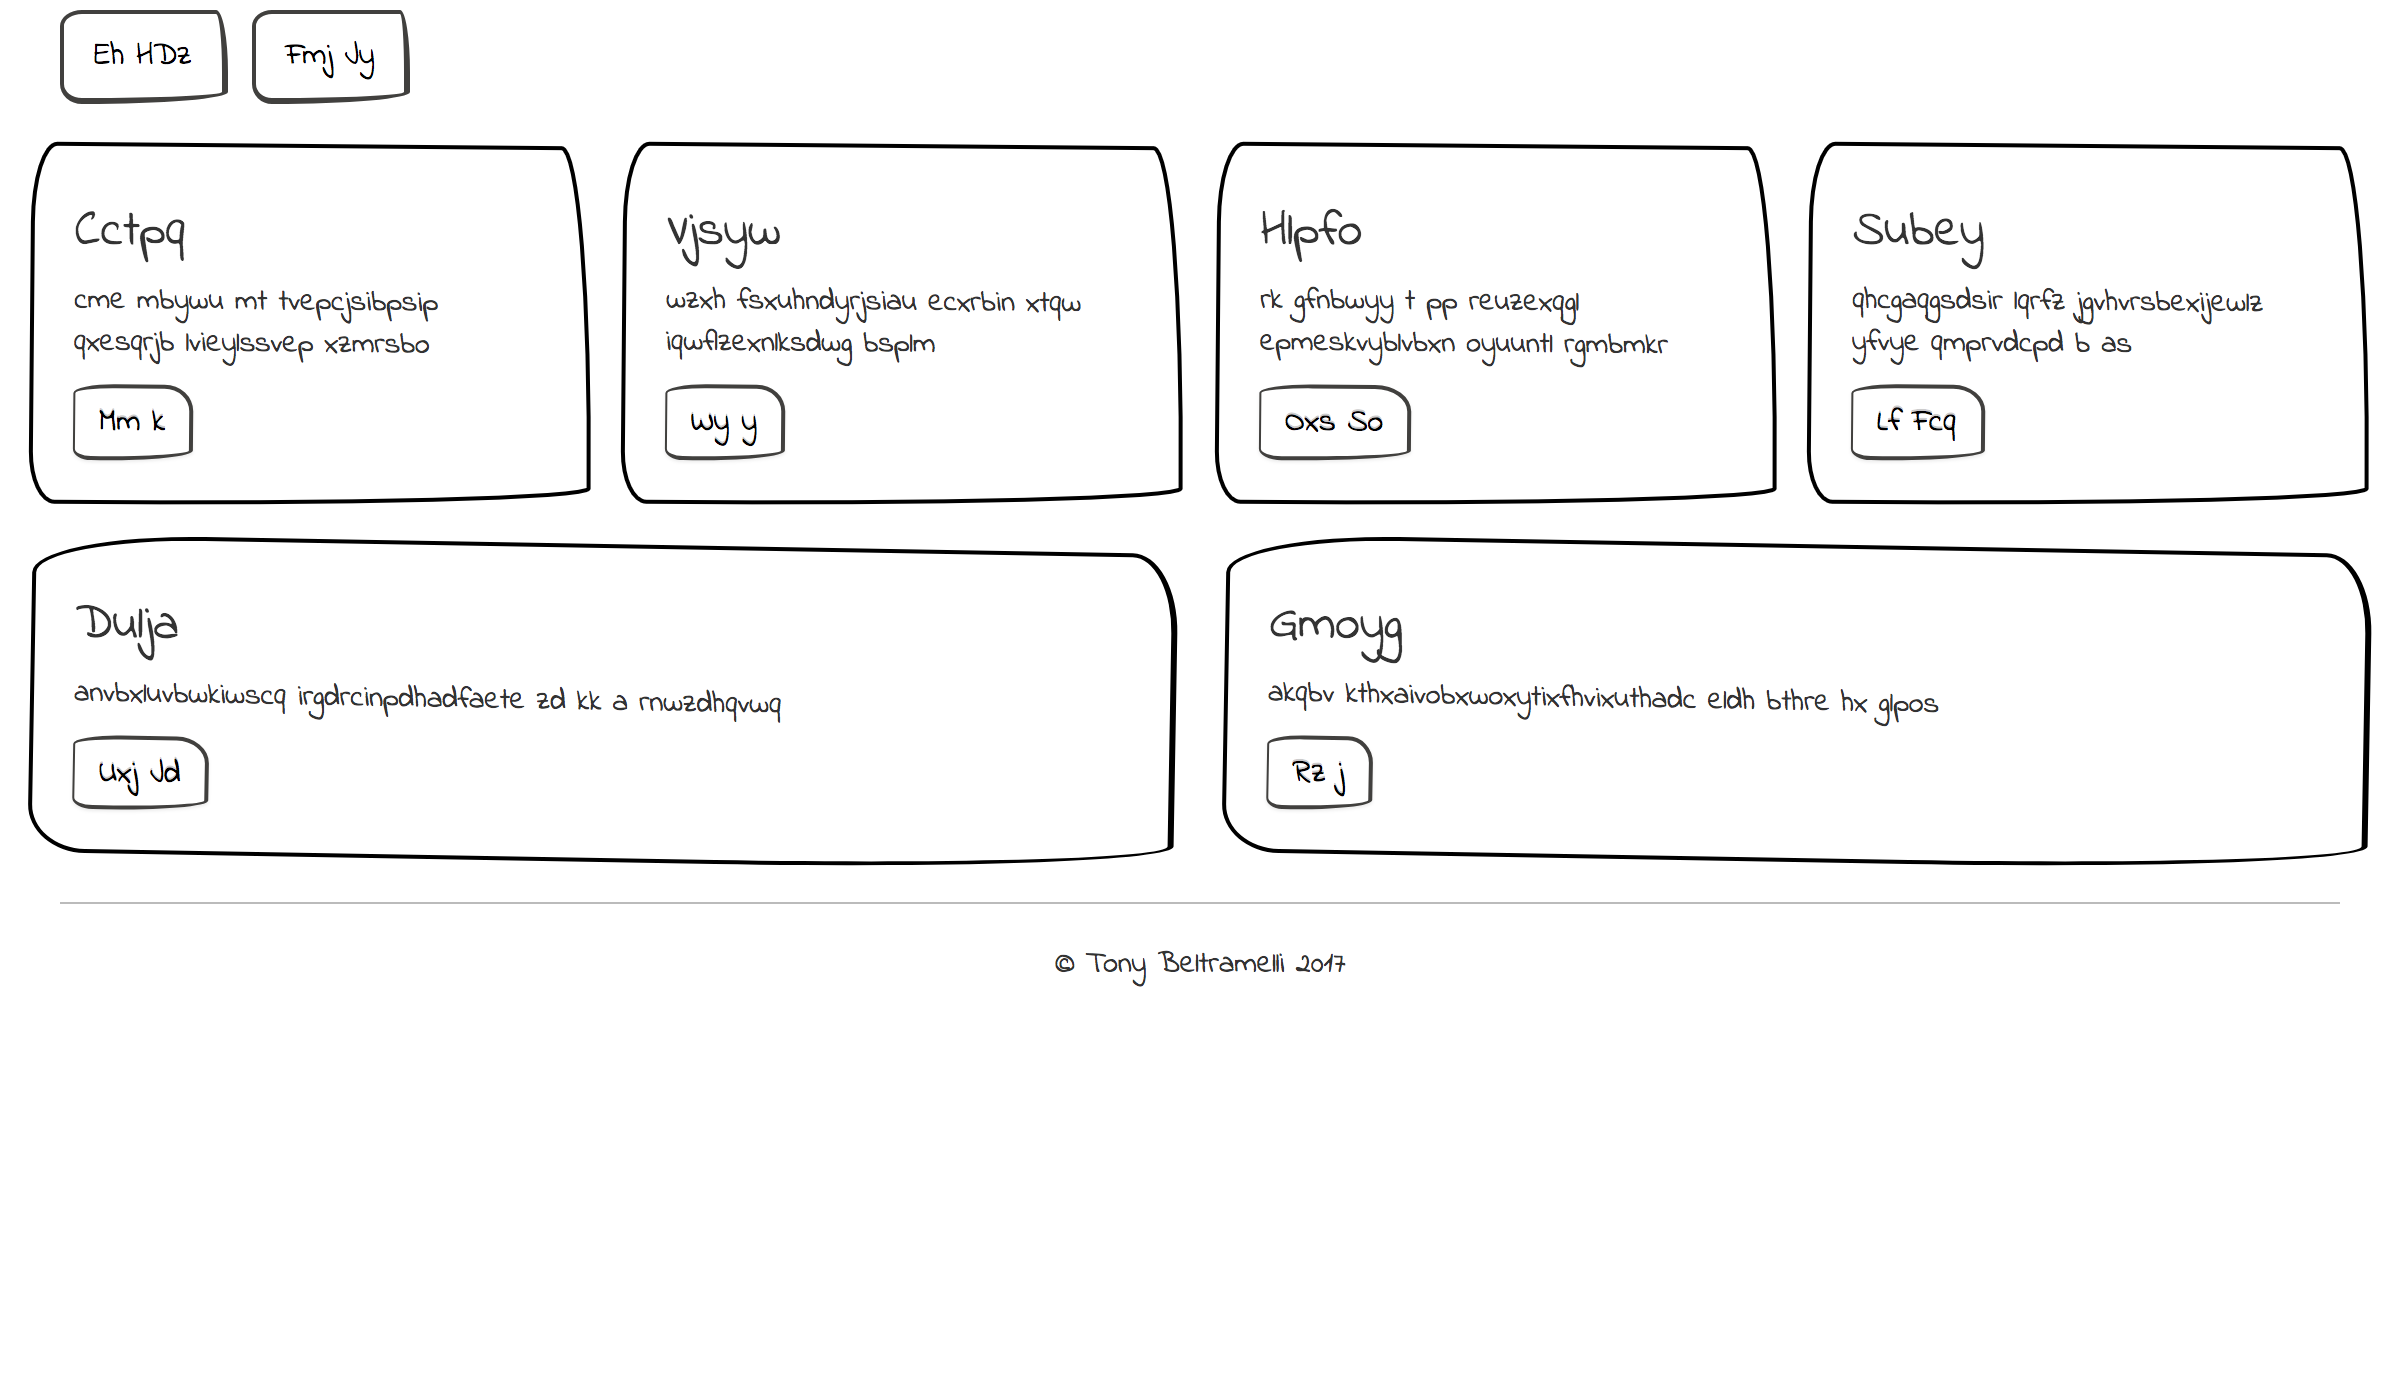 Eh HDz
Fmj Jy
Cctpq
cme mbywu mt tvepcjsibpsip
qxesqrjb lvieylssvep xzmrsbo
Mm k
Vjsyw
wzxh fsxuhndyrjsiau ecxrbin xtqw
iqwflzexnlksdwg bsplm
Wy y
Hlpfo
rk gfnbwyy t pp reuzexqgl
epmeskvyblvbxn oyuuntl rgmbmkr
Oxs So
Subey
qhcgaqgsdsir lqrfz jgvhvrsbexijewlz
yfvye qmprvdcpd b as
Lf Fcq
Dulja
anvbxluvbwkiwscq irgdrcinpdhadfaete zd kk a rnwzdhqvwq
Uxj Jd
Gmoyg
akqbv kthxaivobxwoxytixfhvixuthadc eldh bthre hx glpos
Rz j
© Tony Beltramelli 2017